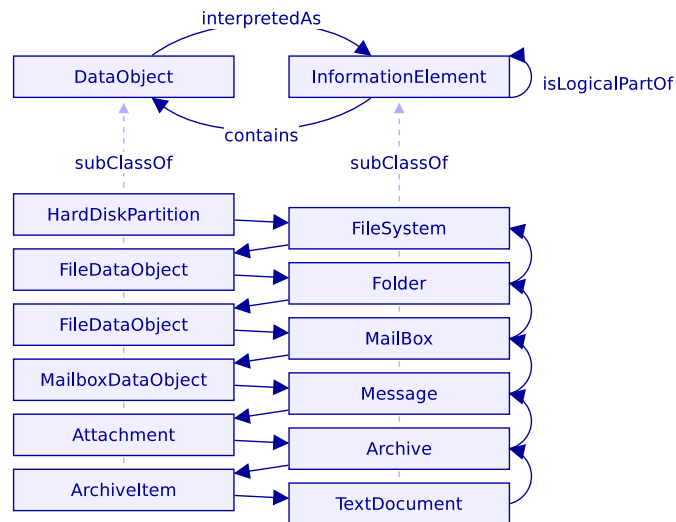 interpretedAs
DataObject
InformationElement
isLogicalPartOf
contains
subClassOf
subClassOf
HardDiskPartition
FileSystem
FileDataObject
Folder
FileDataObject
MailBox
MailboxDataObject
Message
Attachment
Archive
ArchiveItem
TextDocument